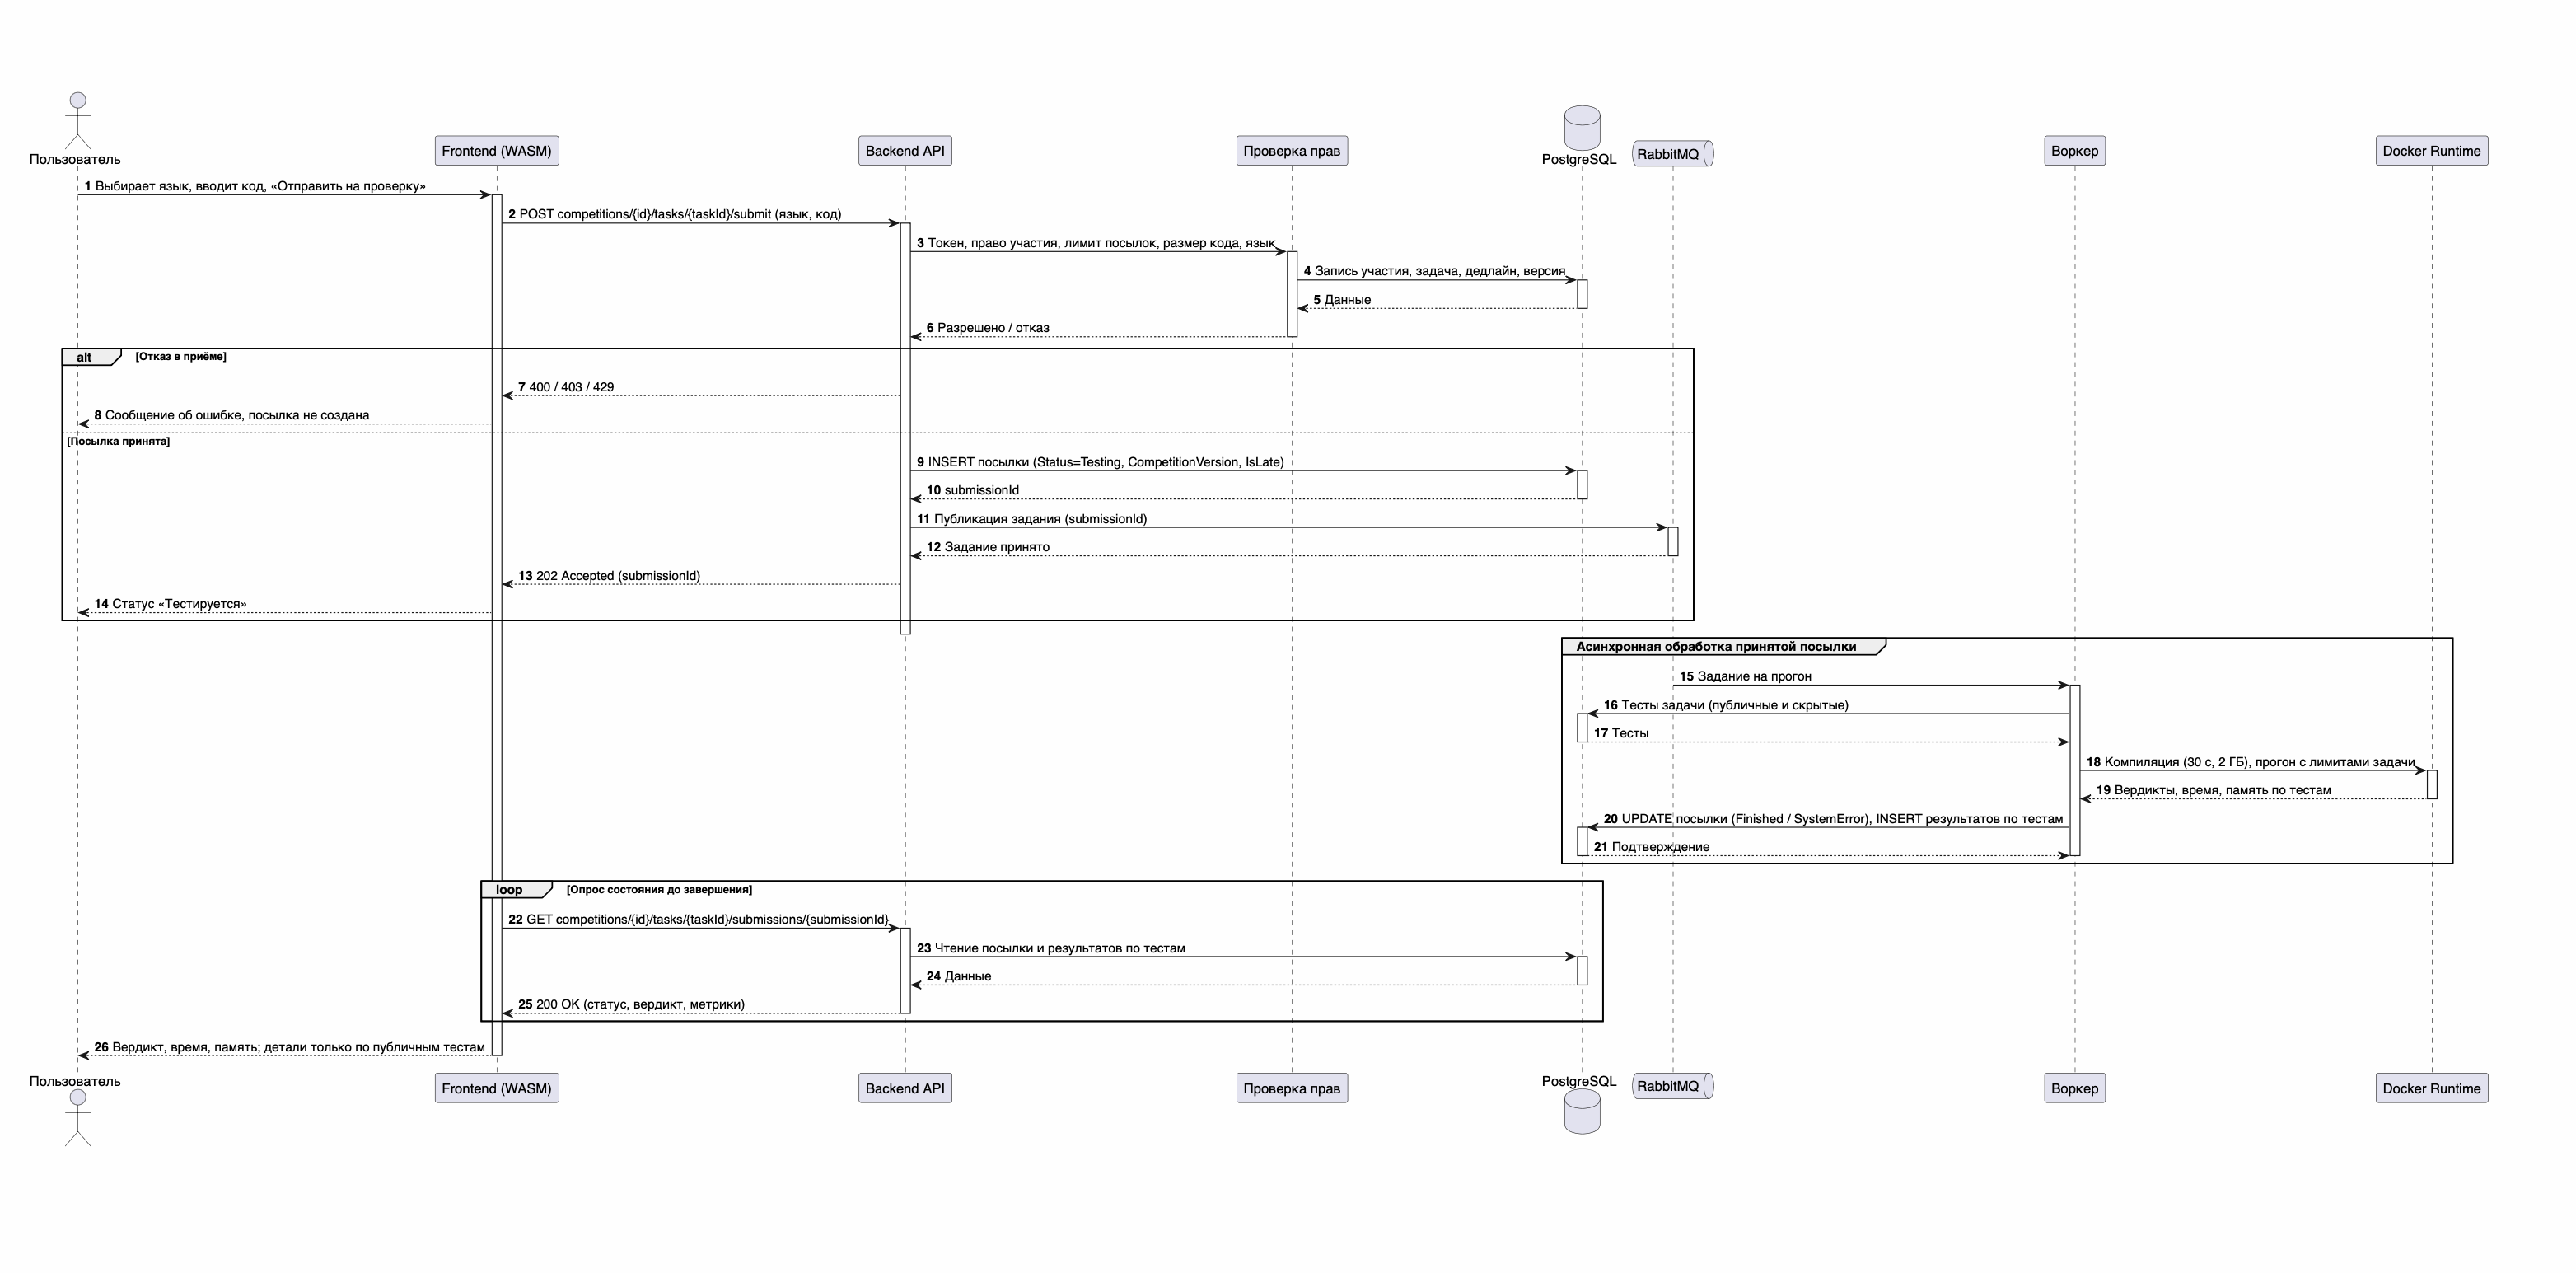 Пользователь
Frontend (WASM)
Backend API
Проверка прав
PostgreSQL
RabbitMQ
Воркер
Docker Runtime
1 Выбирает язык, вводит код, «Отправить на проверку»
2 POST competitions/{id}/tasks/{taskId}/submit (язык, код)
3 Токен, право участия, лимит посылок, размер кода, язык
4 Запись участия, задача, дедлайн, версия
5 Данные
6 Разрешено / отказ
alt [Отказ в приёме]
7 400 / 403 / 429
8 Сообщение об ошибке, посылка не создана
[Посылка принята]
9 INSERT посылки (Status=Testing, CompetitionVersion, IsLate)
10 submissionId
11 Публикация задания (submissionId)
12 Задание принято
13 202 Accepted (submissionId)
14 Статус «Тестируется»
Асинхронная обработка принятой посылки
15 Задание на прогон
16 Тесты задачи (публичные и скрытые)
17 Тесты
18 Компиляция (30 с, 2 ГБ), прогон с лимитами задачи
19 Вердикты, время, память по тестам
20 UPDATE посылки (Finished / SystemError), INSERT результатов по тестам
21 Подтверждение
loop [Опрос состояния до завершения]
22 GET competitions/{id}/tasks/{taskId}/submissions/{submissionId}
23 Чтение посылки и результатов по тестам
24 Данные
25 200 OK (статус, вердикт, метрики)
26 Вердикт, время, память; детали только по публичным тестам
Пользователь
Frontend (WASM)
Backend API
Проверка прав
PostgreSQL
RabbitMQ
Воркер
Docker Runtime